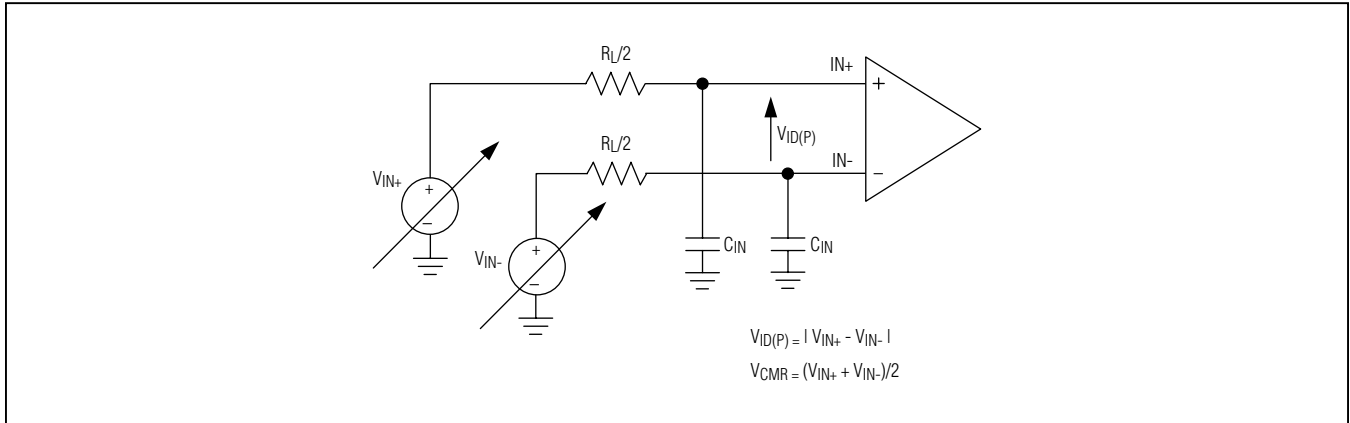 RL/2
IN+
+
VID(P)
RL/2
IN-
−
VIN+
+
−
VIN-
+
−
CIN
CIN
VID(P) = | VIN+ - VIN- |
VCMR = (VIN+ + VIN-)/2